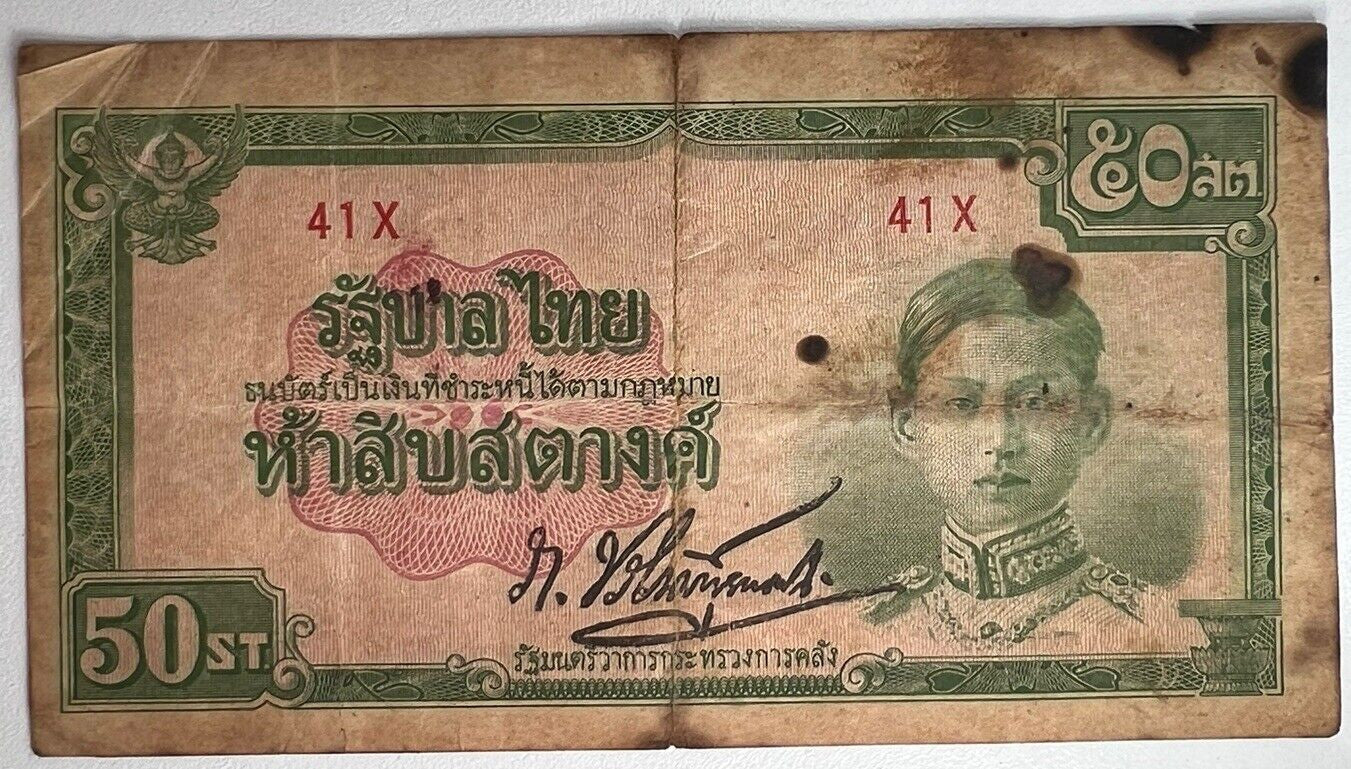 ๕๐ สต.
41 X 41 X
รัฐบาลไทย
ธนบัตร์เป็นเงินที่ชำระหนี้ได้ตามกฎหมาย
ห้าสิบสตางค์
รัฐมนตรีว่าการกระทรวงการคลัง
50 ST.